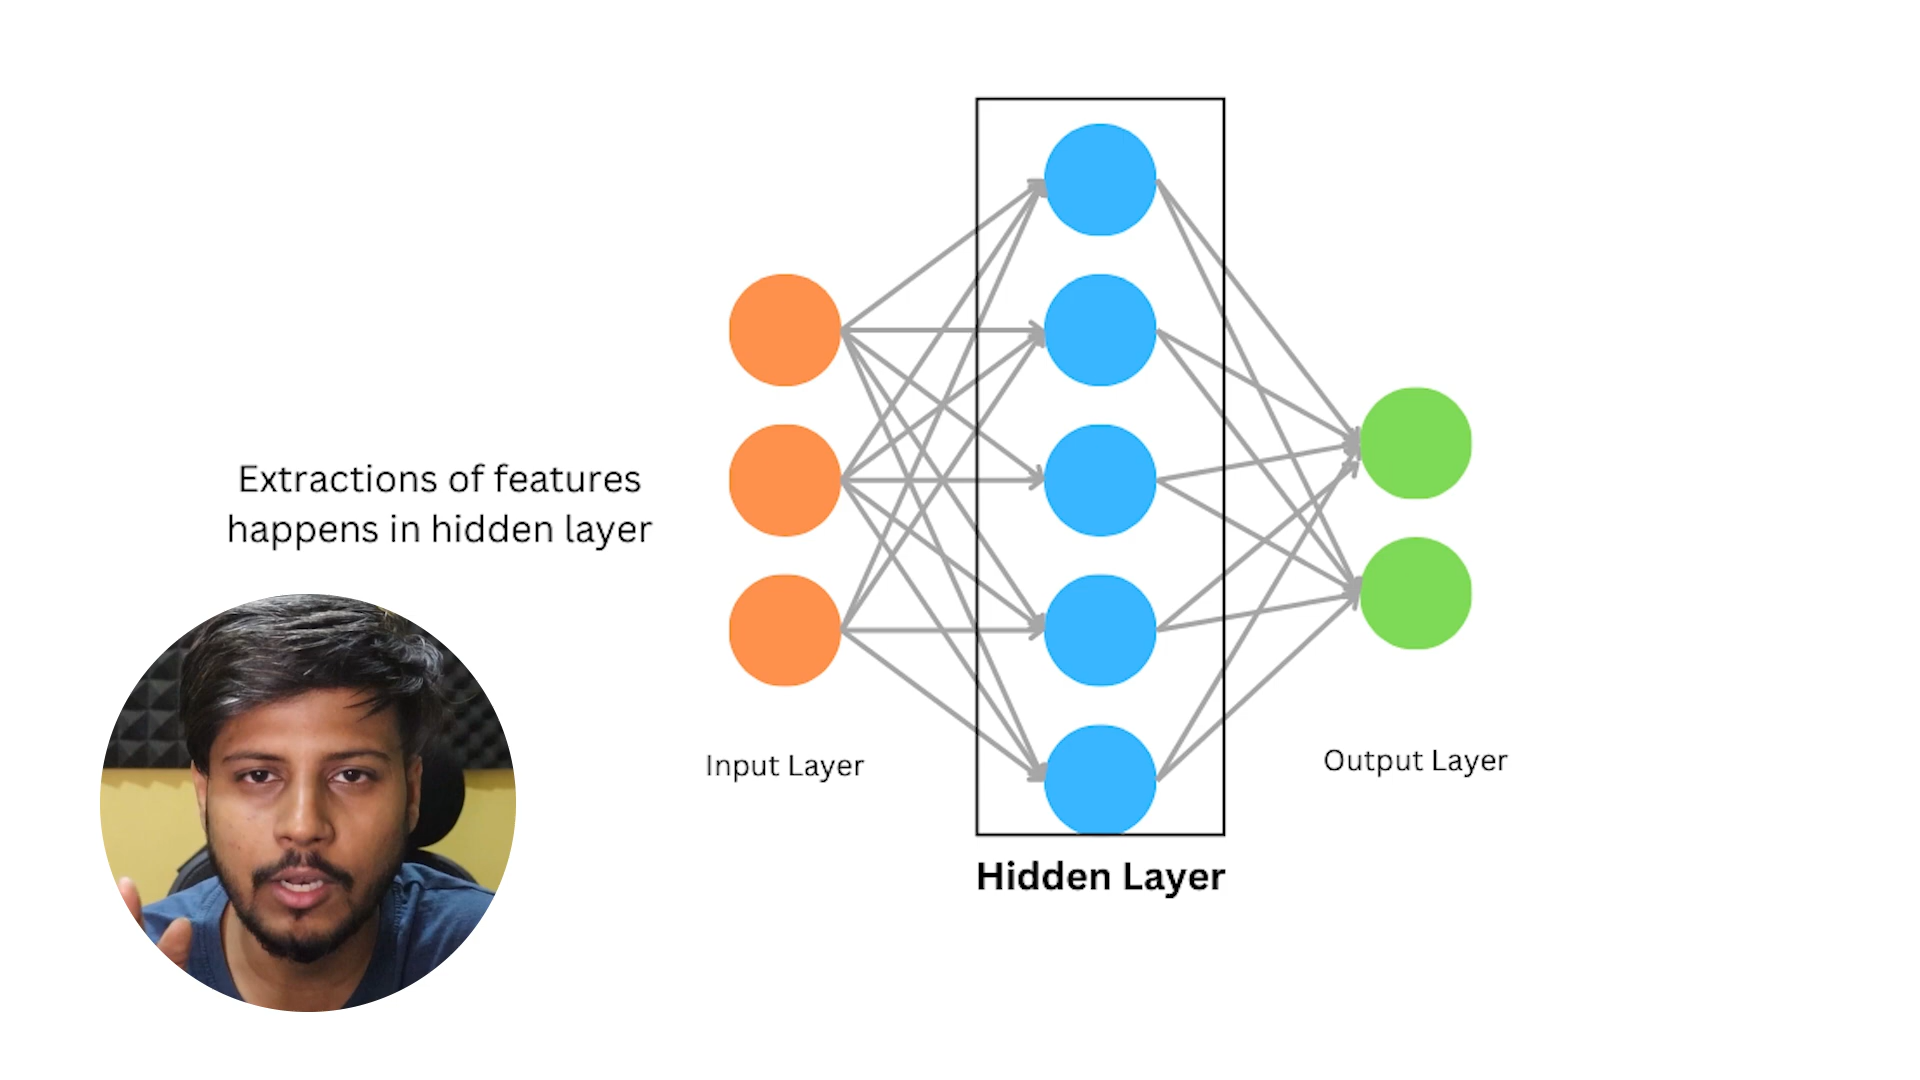 Extractions of features
happens in hidden layer
Input Layer
Output Layer
Hidden Layer